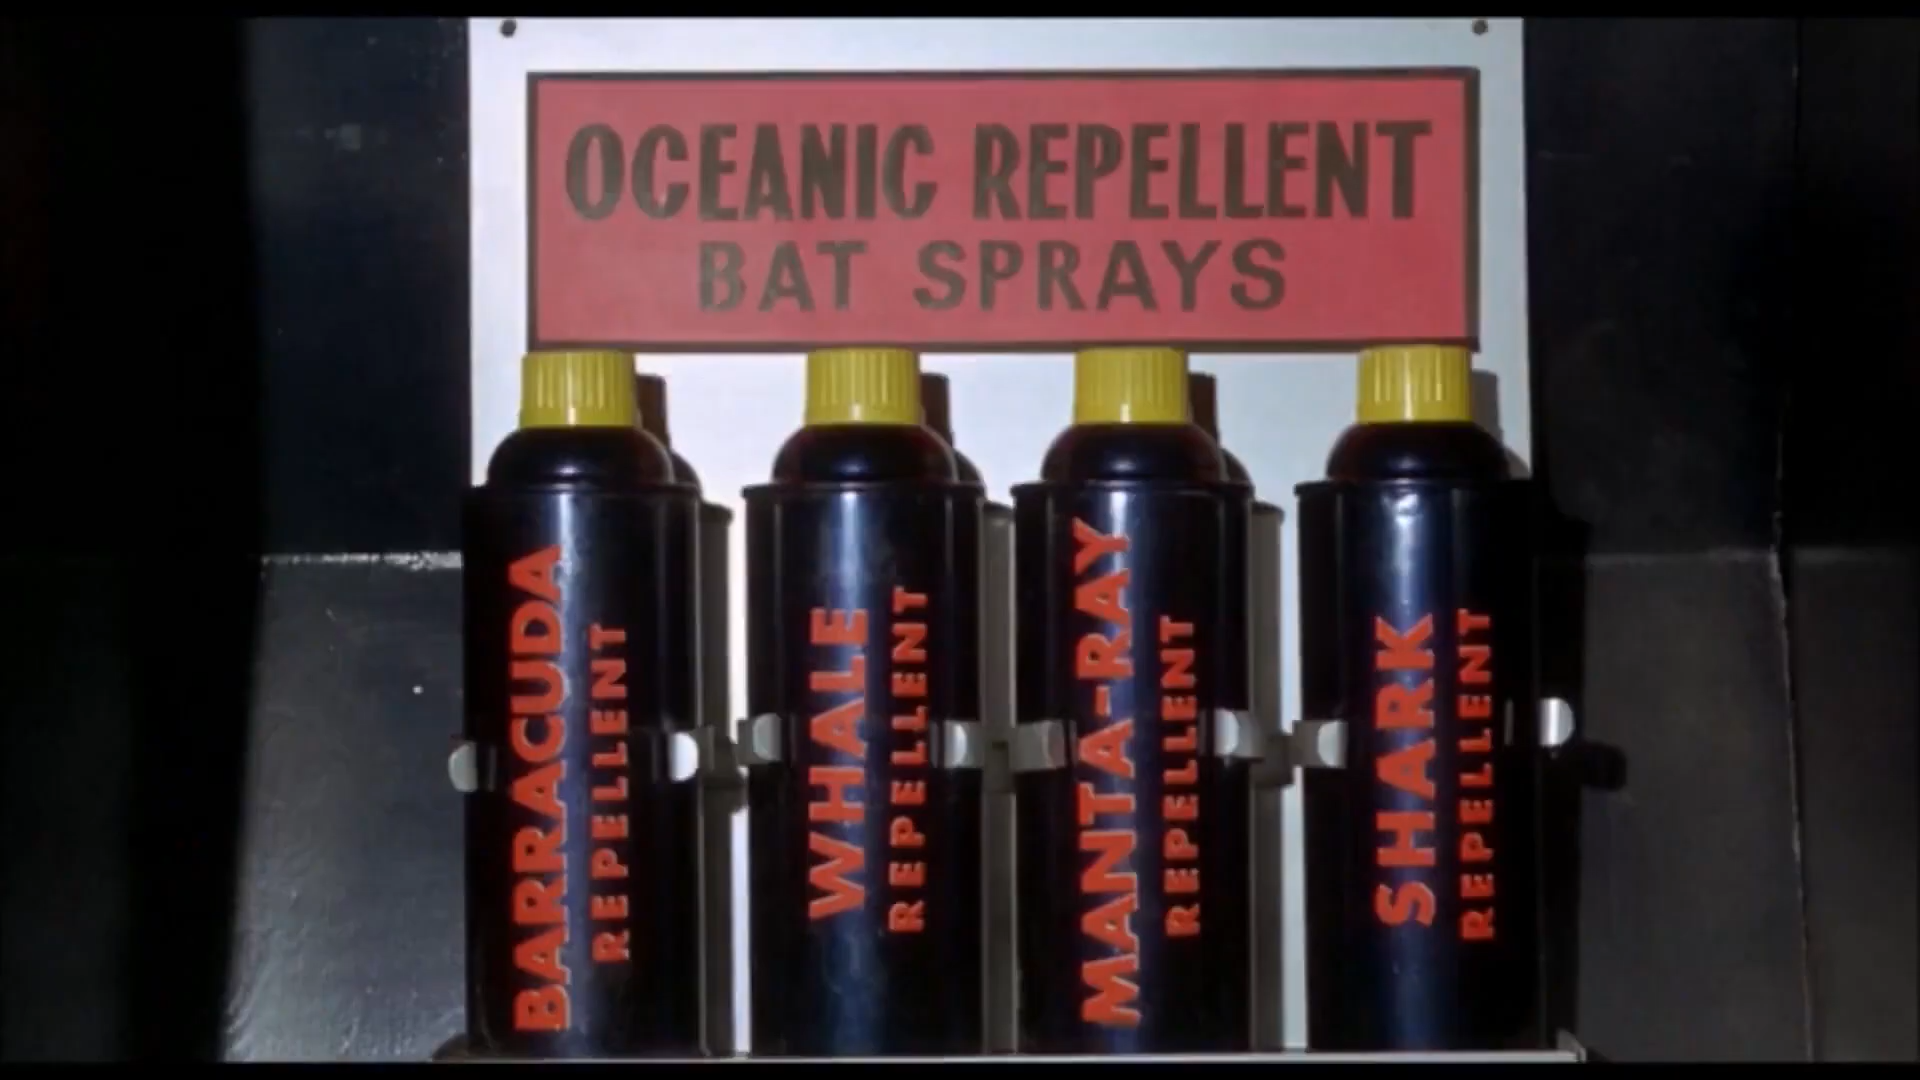 OCEANIC REPELLENT
BAT SPRAYS
BARRACUDA
REPELLENT
WHALE
REPELLENT
MANTA-RAY
REPELLENT
SHARK
REPELLENT